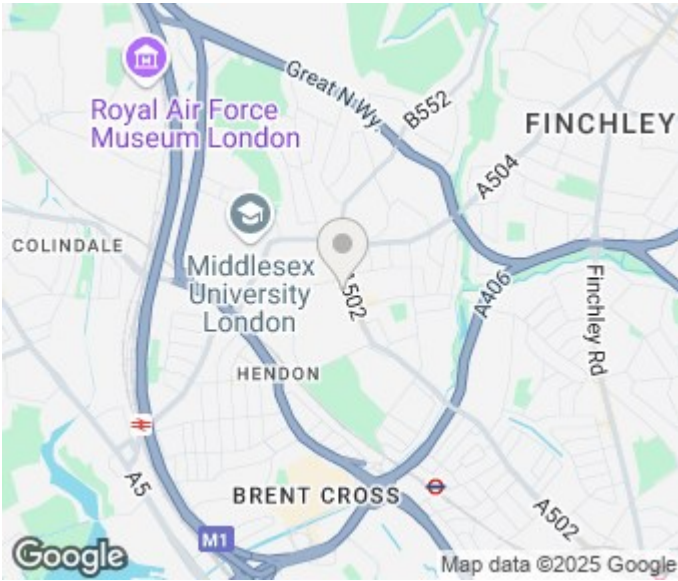 Royal Air Force
Museum London
Great N Wy.
B552
FINCHLEY
A504
COLINDALE
Middlesex
University
London
A502
A406
Finchley Rd
HENDON
A5
BRENT CROSS
A502
M1
Google
Map data ©2025 Google